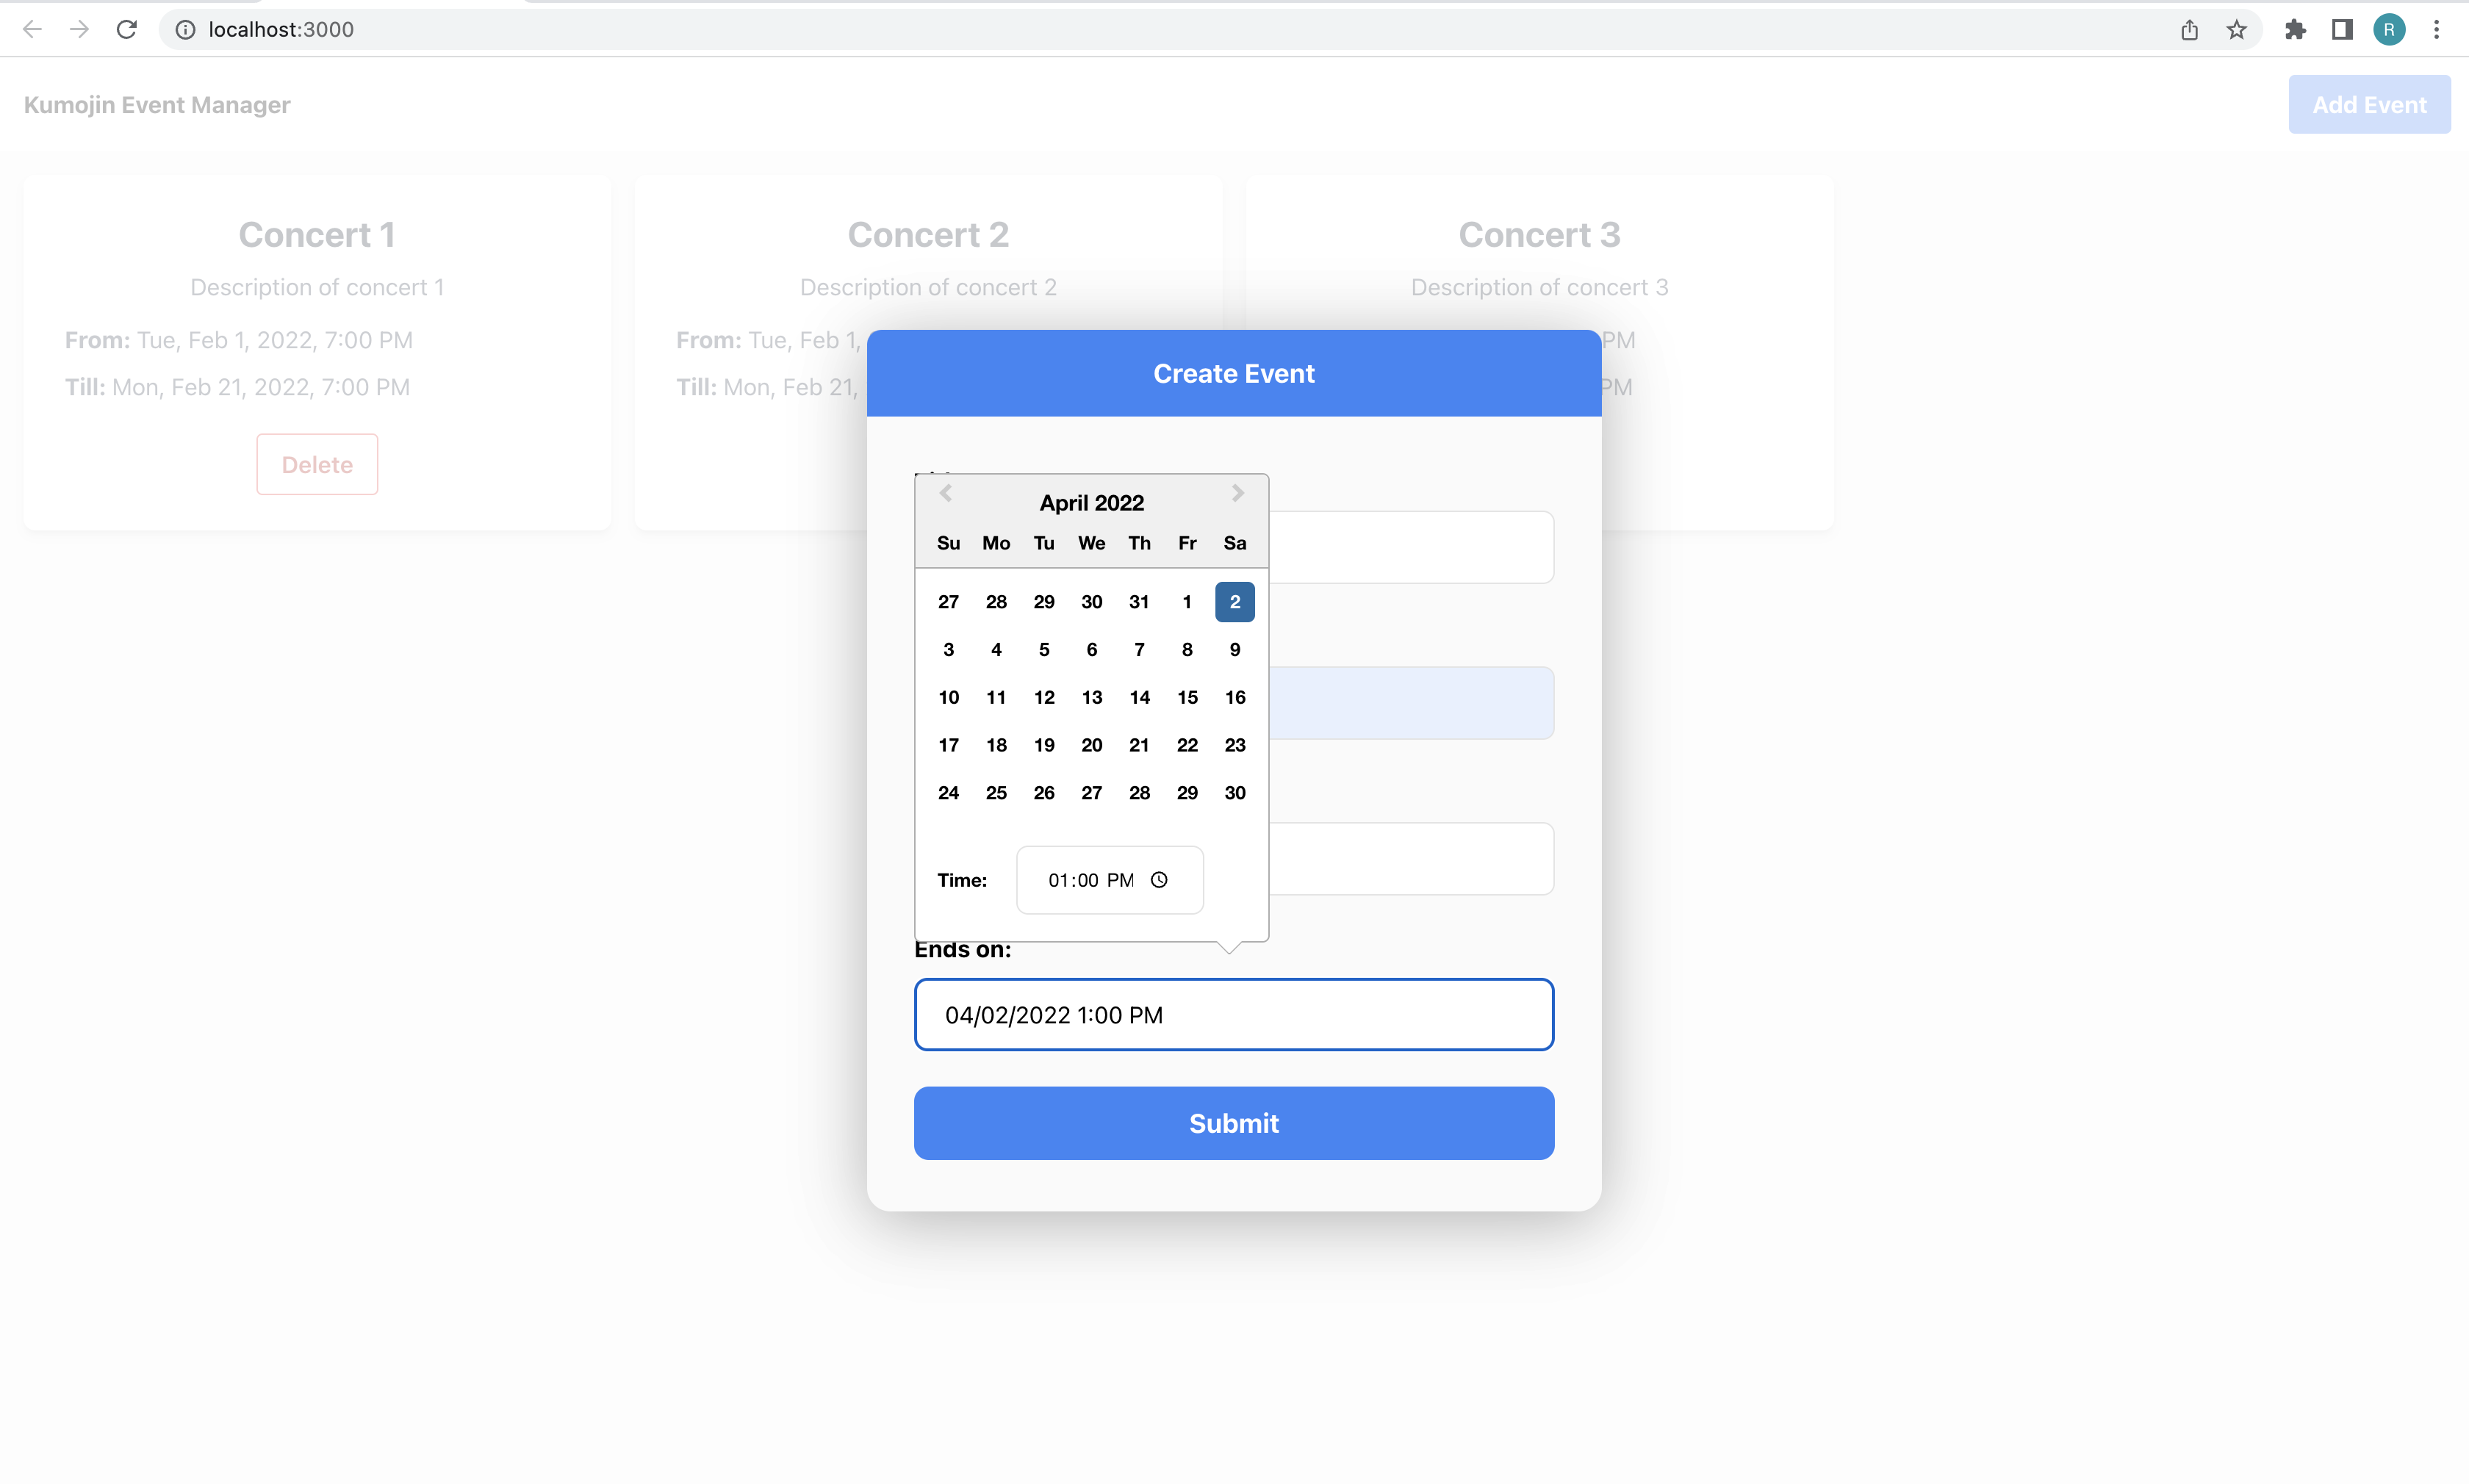 localhost:3000
R
Kumojin Event Manager
Add Event
Concert 1
Description of concert 1
From: Tue, Feb 1, 2022, 7:00 PM
Till: Mon, Feb 21, 2022, 7:00 PM
Delete
Concert 2
Description of concert 2
From: Tue, Feb 1,
Till: Mon, Feb 21,
Concert 3
Description of concert 3
PM
PM
Create Event
April 2022
Su Mo Tu We Th Fr Sa
27 28 29 30 31 1 2
3 4 5 6 7 8 9
10 11 12 13 14 15 16
17 18 19 20 21 22 23
24 25 26 27 28 29 30
Time: 01:00 PM
Ends on:
04/02/2022 1:00 PM
Submit